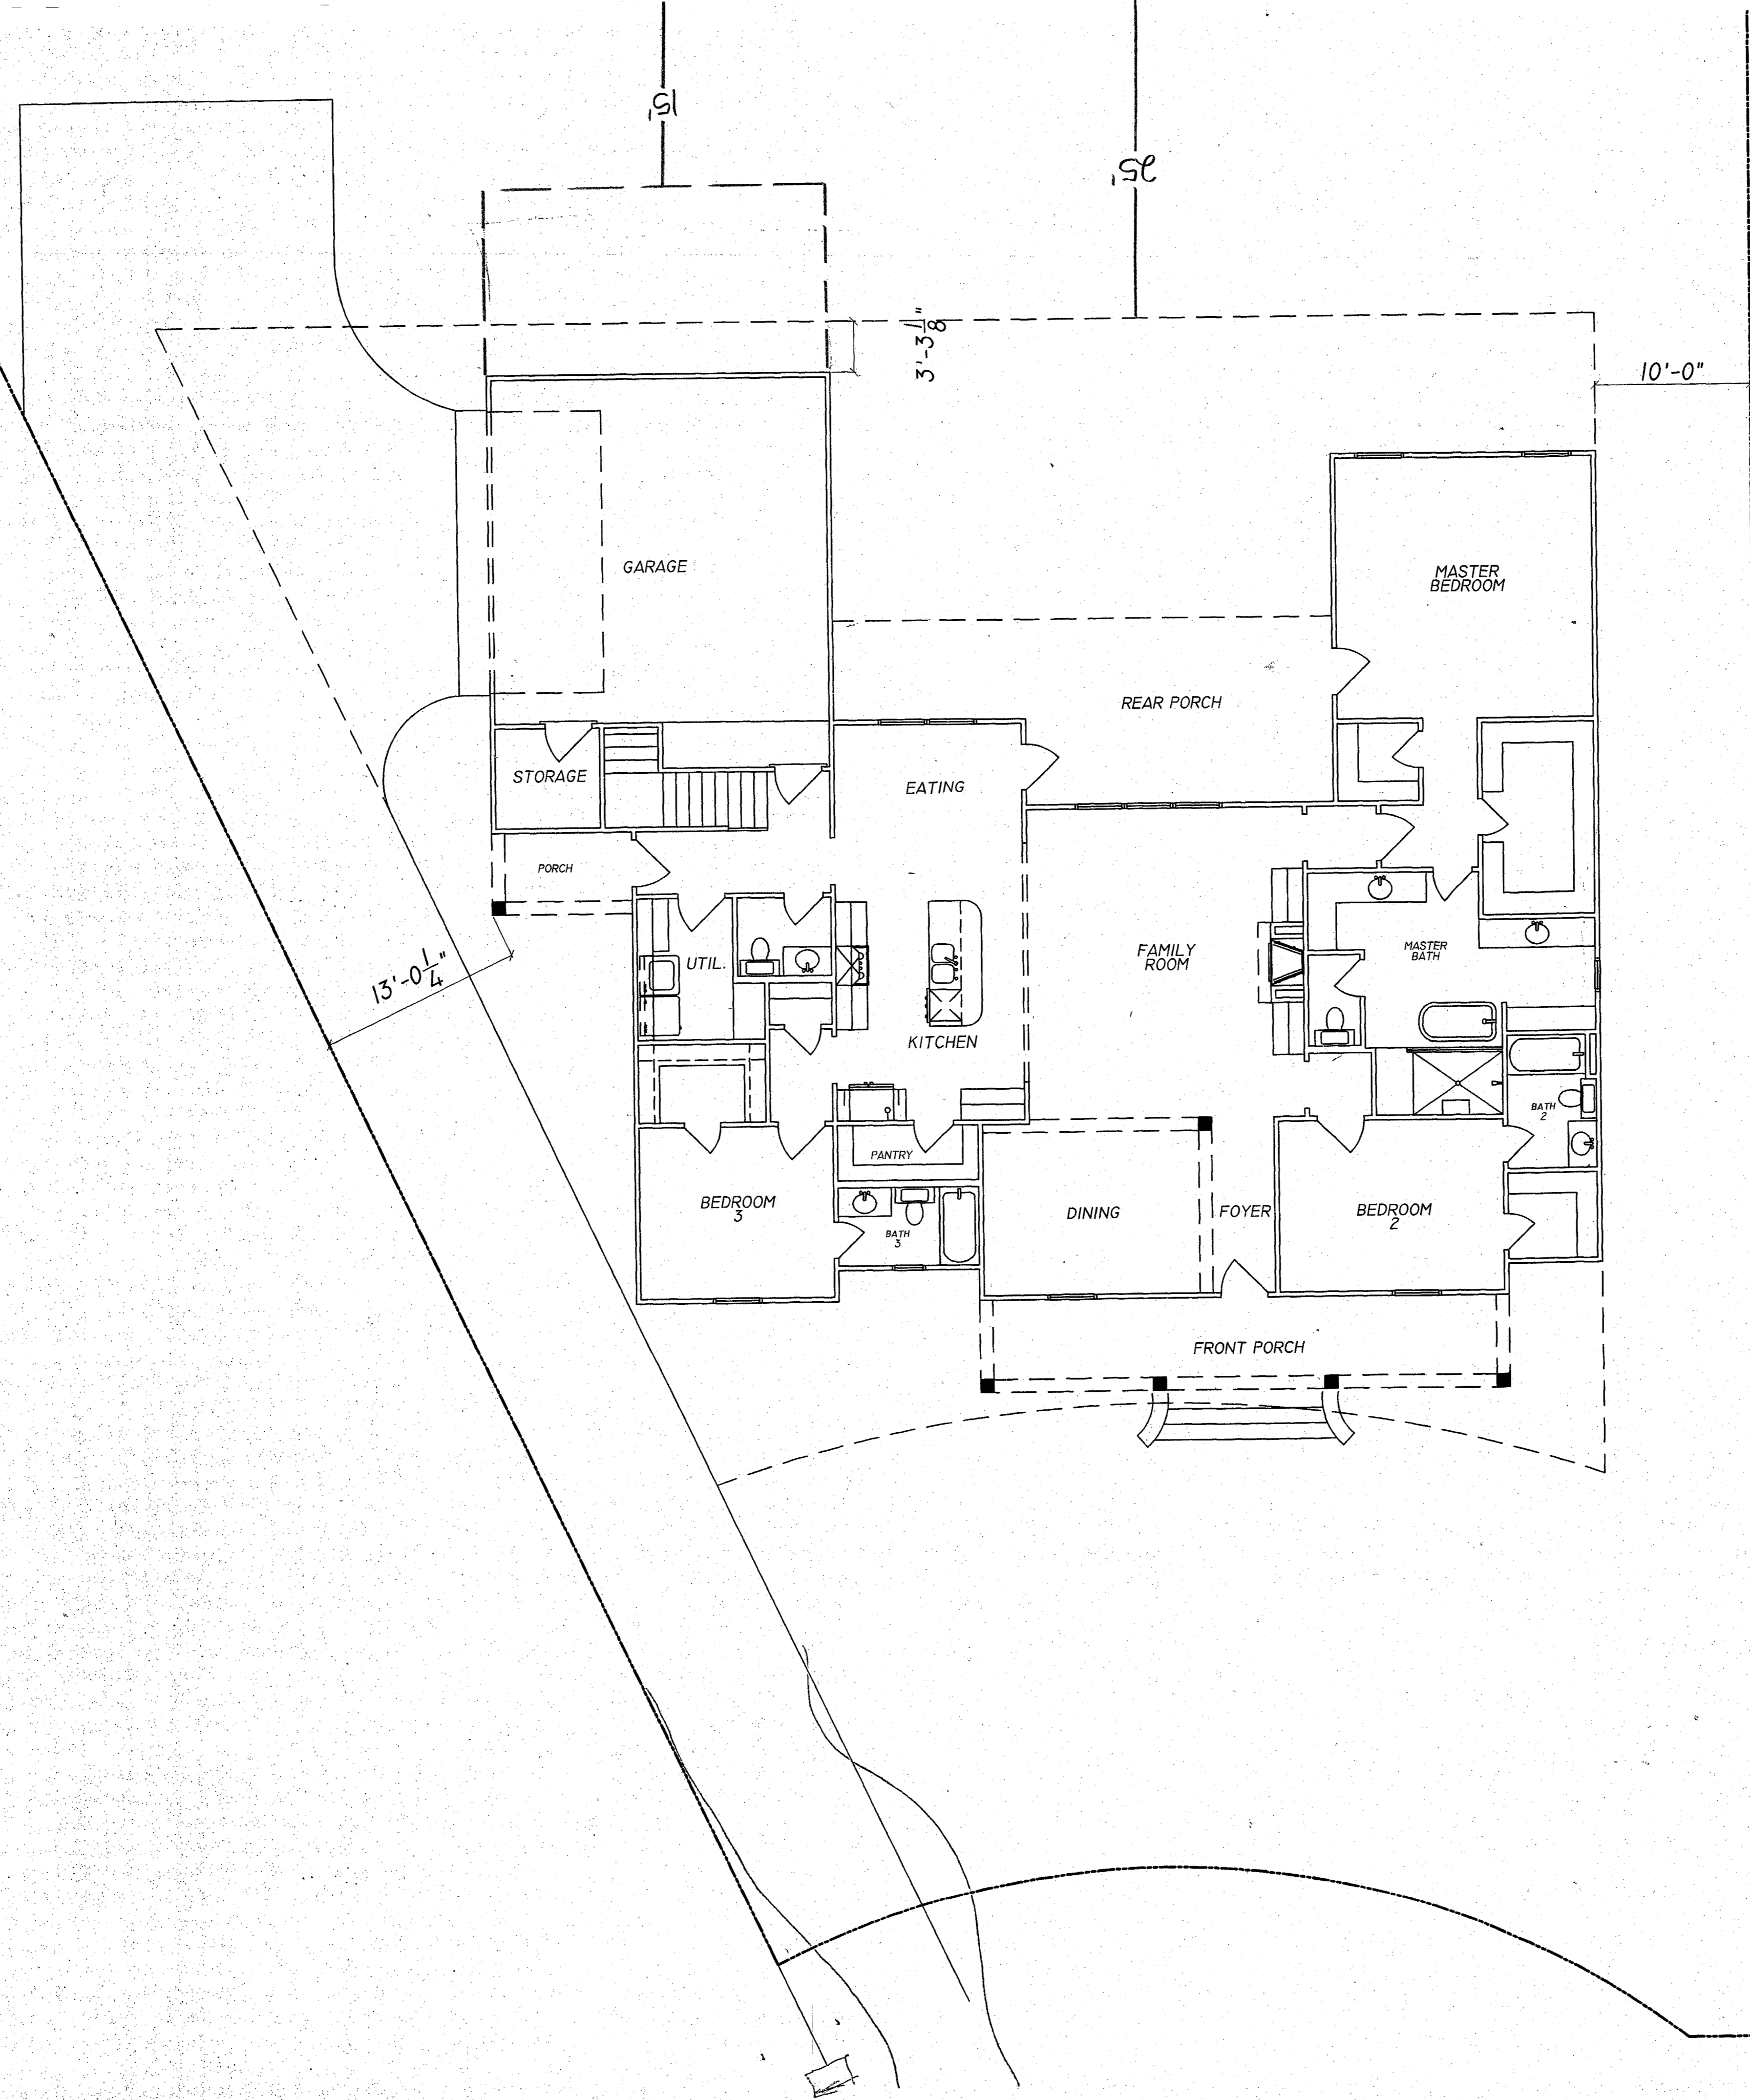 15'
25'
3'-3 1/8"
10'-0"
GARAGE
MASTER
BEDROOM
REAR PORCH
STORAGE
EATING
PORCH
FAMILY
ROOM
MASTER
BATH
UTIL.
13'-0 1/4"
KITCHEN
BATH
2
PANTRY
BEDROOM
3
DINING
FOYER
BEDROOM
2
BATH
3
FRONT PORCH